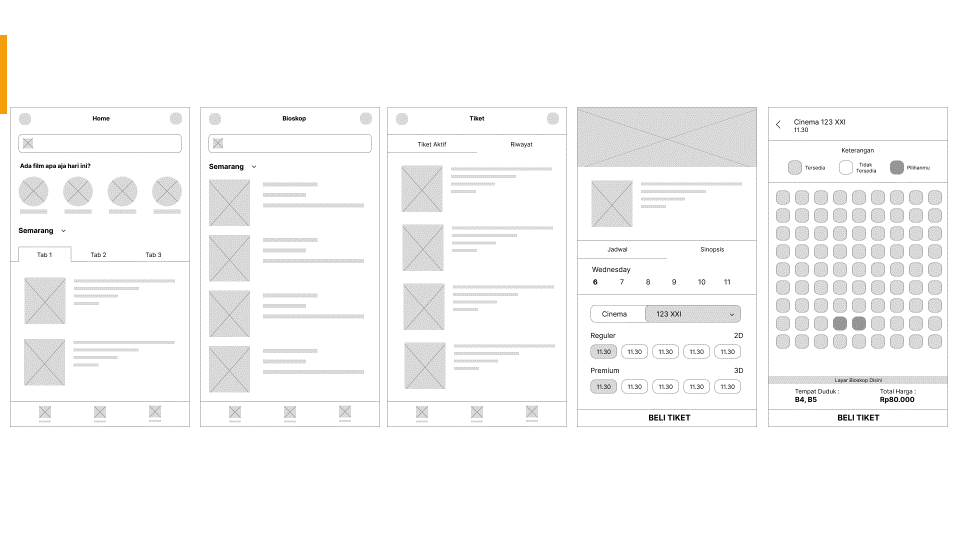 Home
Ada film apa aja hari ini?
Semarang
Tab 1
Tab 2
Tab 3
Bioskop
Semarang
Tiket
Tiket Aktif
Riwayat
Jadwal
Sinopsis
Wednesday
6 7 8 9 10 11
Cinema
123 XXI
Reguler
2D
11.30 11.30 11.30 11.30 11.30
Premium
3D
11.30 11.30 11.30 11.30 11.30
BELI TIKET
Cinema 123 XXI
11.30
Keterangan
Tersedia
Tidak
Tersedia
Pilihanmu
Layar Bioskop Disini
Tempat Duduk :
B4, B5
Total Harga :
Rp80.000
BELI TIKET